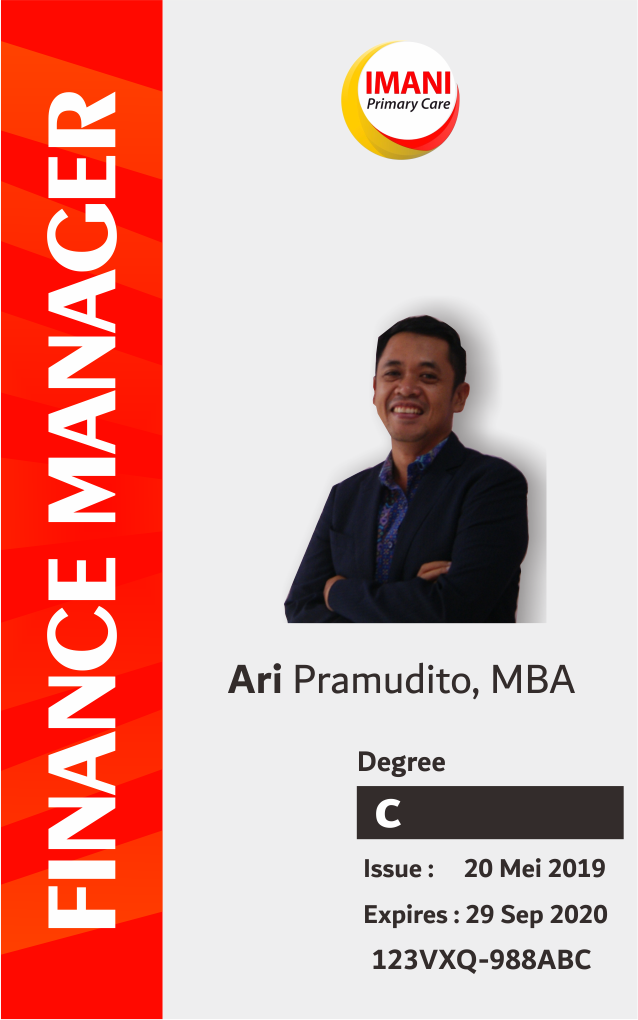 FINANCE MANAGER
IMANI
Primary Care
Ari Pramudito, MBA
Degree
C
Issue : 20 Mei 2019
Expires : 29 Sep 2020
123VXQ-988ABC